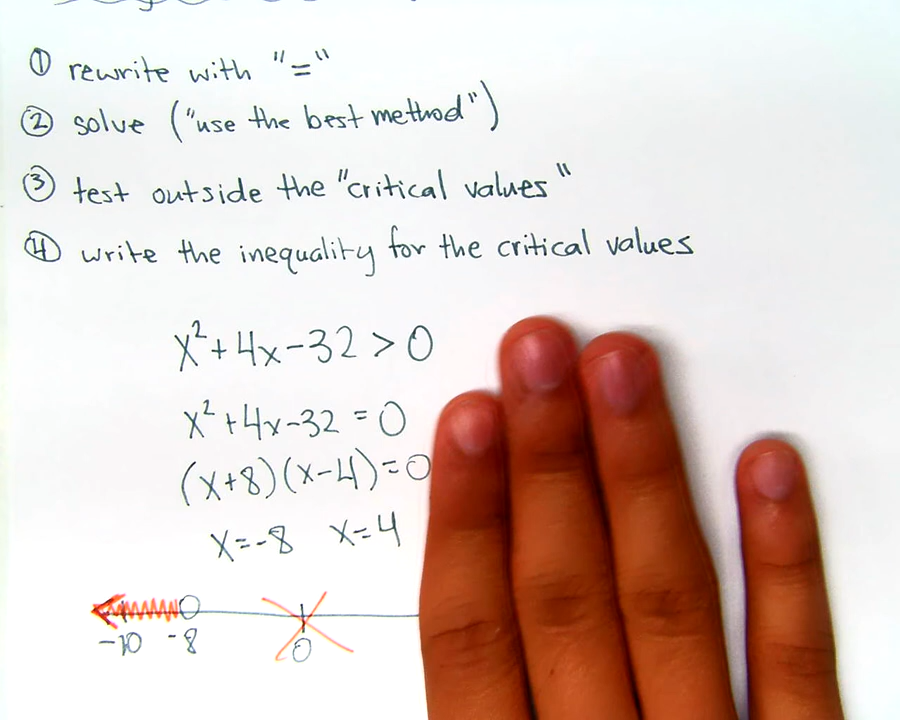 ① rewrite with "="
② solve ("use the best method")
③ test outside the "critical values"
④ write the inequality for the critical values
x²+4x-32>0
x²+4x-32=0
(x+8)(x-4)=0
x=-8 x=4
-10 -8 0